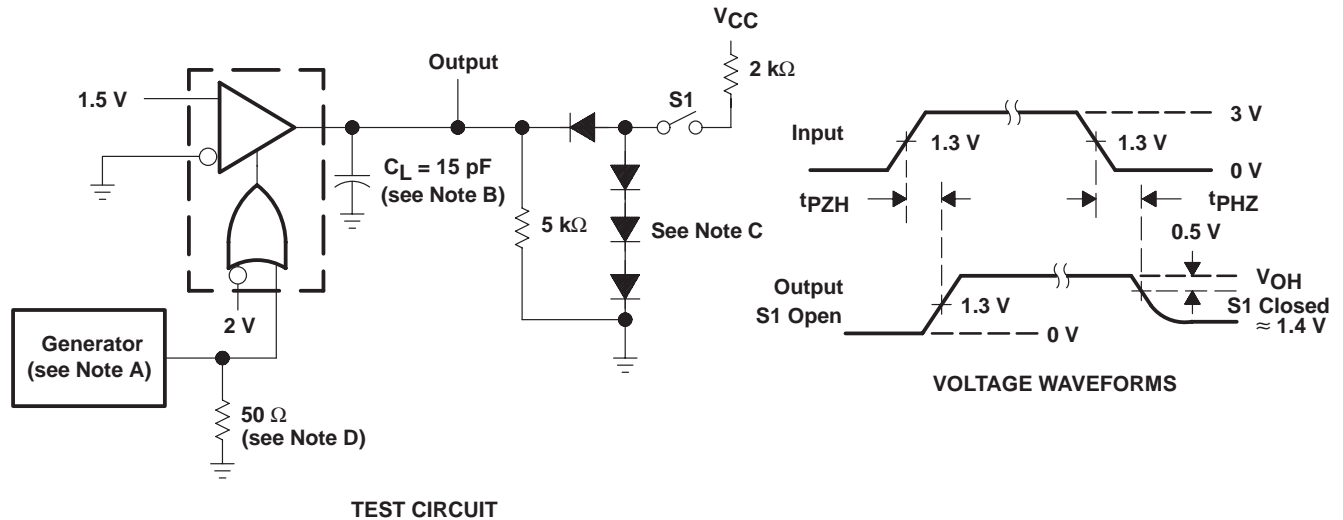 VCC
2 kΩ
S1
Output
1.5 V
CL = 15 pF
(see Note B)
5 kΩ
See Note C
2 V
Generator
(see Note A)
50 Ω
(see Note D)
TEST CIRCUIT
Input
1.3 V
1.3 V
3 V
0 V
tPZH
tPHZ
0.5 V
Output
S1 Open
1.3 V
0 V
VOH
S1 Closed
≈ 1.4 V
VOLTAGE WAVEFORMS